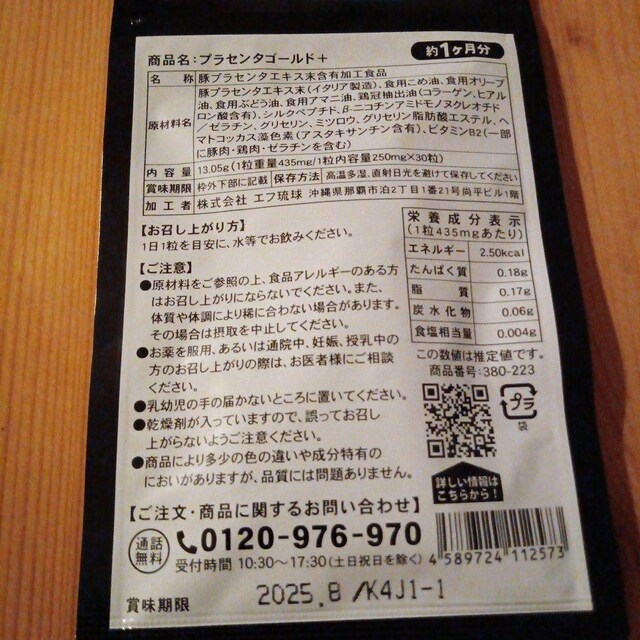 商品名:プラセンタゴールド+
約1ヶ月分
名 称 豚プラセンタエキス末含有加工食品
原材料名
豚プラセンタエキス末(イタリア製造)、食用こめ油、食用オリーブ
油、食用ぶどう油、食用アマニ油、鶏冠抽出油(コラーゲン、ヒアル
ロン酸含有)、シルクペプチド、β-ニコチンアミドモノヌクレオチド
/ゼラチン、グリセリン、ミツロウ、グリセリン脂肪酸エステル、ヘ
マトコッカス藻色素(アスタキサンチン含有)、ビタミンB2(一部
に豚肉・鶏肉・ゼラチンを含む)
内容量 13.05g(1粒重量435mg/1粒内容量250mg×30粒)
賞味期限 枠外下部に記載 保存方法 高温多湿、直射日光を避けて保存してください
加工者 株式会社 エフ琉球 沖縄県那覇市泊2丁目1番21号尚平ビル1階
【お召し上がり方】
1日1粒を目安に、水等でお飲みください。
【ご注意】
●原材料をご参照の上、食品アレルギーのある方
はお召し上がりにならないでください。また、
体質や体調により稀に合わない場合があります。
その場合は摂取を中止してください。
●お薬を服用、あるいは通院中、妊娠、授乳中の
方のお召し上がりの際は、お医者様にご相談
ください。
●乳幼児の手の届かないところに置いてください。
●乾燥剤が入っていますので、誤ってお召し
上がらないようご注意ください。
●商品により多少の色の違いや成分特有の
においがありますが、品質には問題ありません。
栄養成分表示
(1粒435mgあたり)
エネルギー 2.50kcal
たんぱく質 0.18g
脂 質 0.17g
炭水化物 0.06g
食塩相当量 0.004g
この数値は推定値です。
商品番号:380-223
プラ
袋
詳しい情報は
こちらから!
【ご注文・商品に関するお問い合わせ】
通話
無料
0120-976-970
受付時間 10:30~17:30(土日祝日を除く)
4 589724 112573
賞味期限 2025.8 /K4J1-1